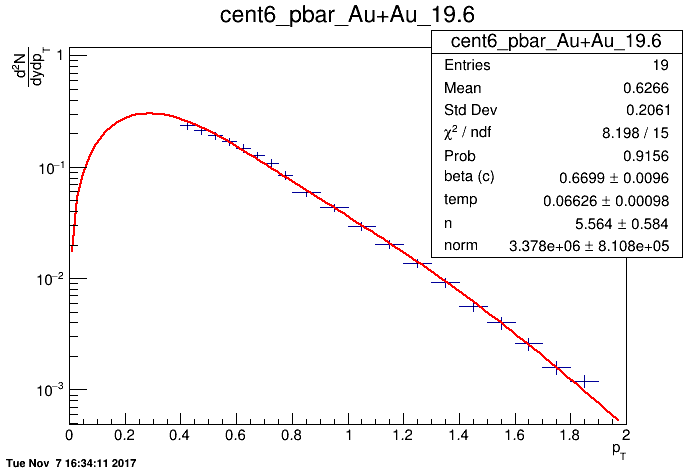 cent6_pbar_Au+Au_19.6
cent6_pbar_Au+Au_19.6
Entries 19
Mean 0.6266
Std Dev 0.2061
χ² / ndf 8.198 / 15
Prob 0.9156
beta (c) 0.6699 ± 0.0096
temp 0.06626 ± 0.00098
n 5.564 ± 0.584
norm 3.378e+06 ± 8.108e+05
d²N
dydp_T
1
10⁻¹
10⁻²
10⁻³
0 0.2 0.4 0.6 0.8 1 1.2 1.4 1.6 1.8 2
p_T
Tue Nov 7 16:34:11 2017